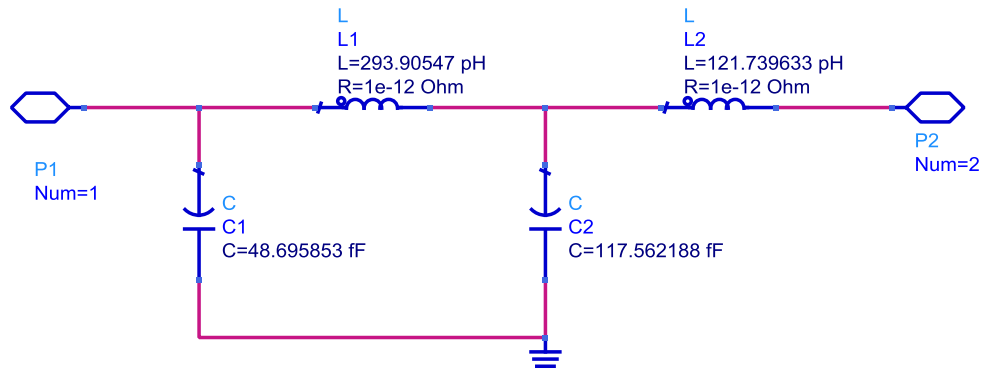 L
L1
L=293.90547 pH
R=1e-12 Ohm
L
L2
L=121.739633 pH
R=1e-12 Ohm
P1
Num=1
P2
Num=2
C
C1
C=48.695853 fF
C
C2
C=117.562188 fF